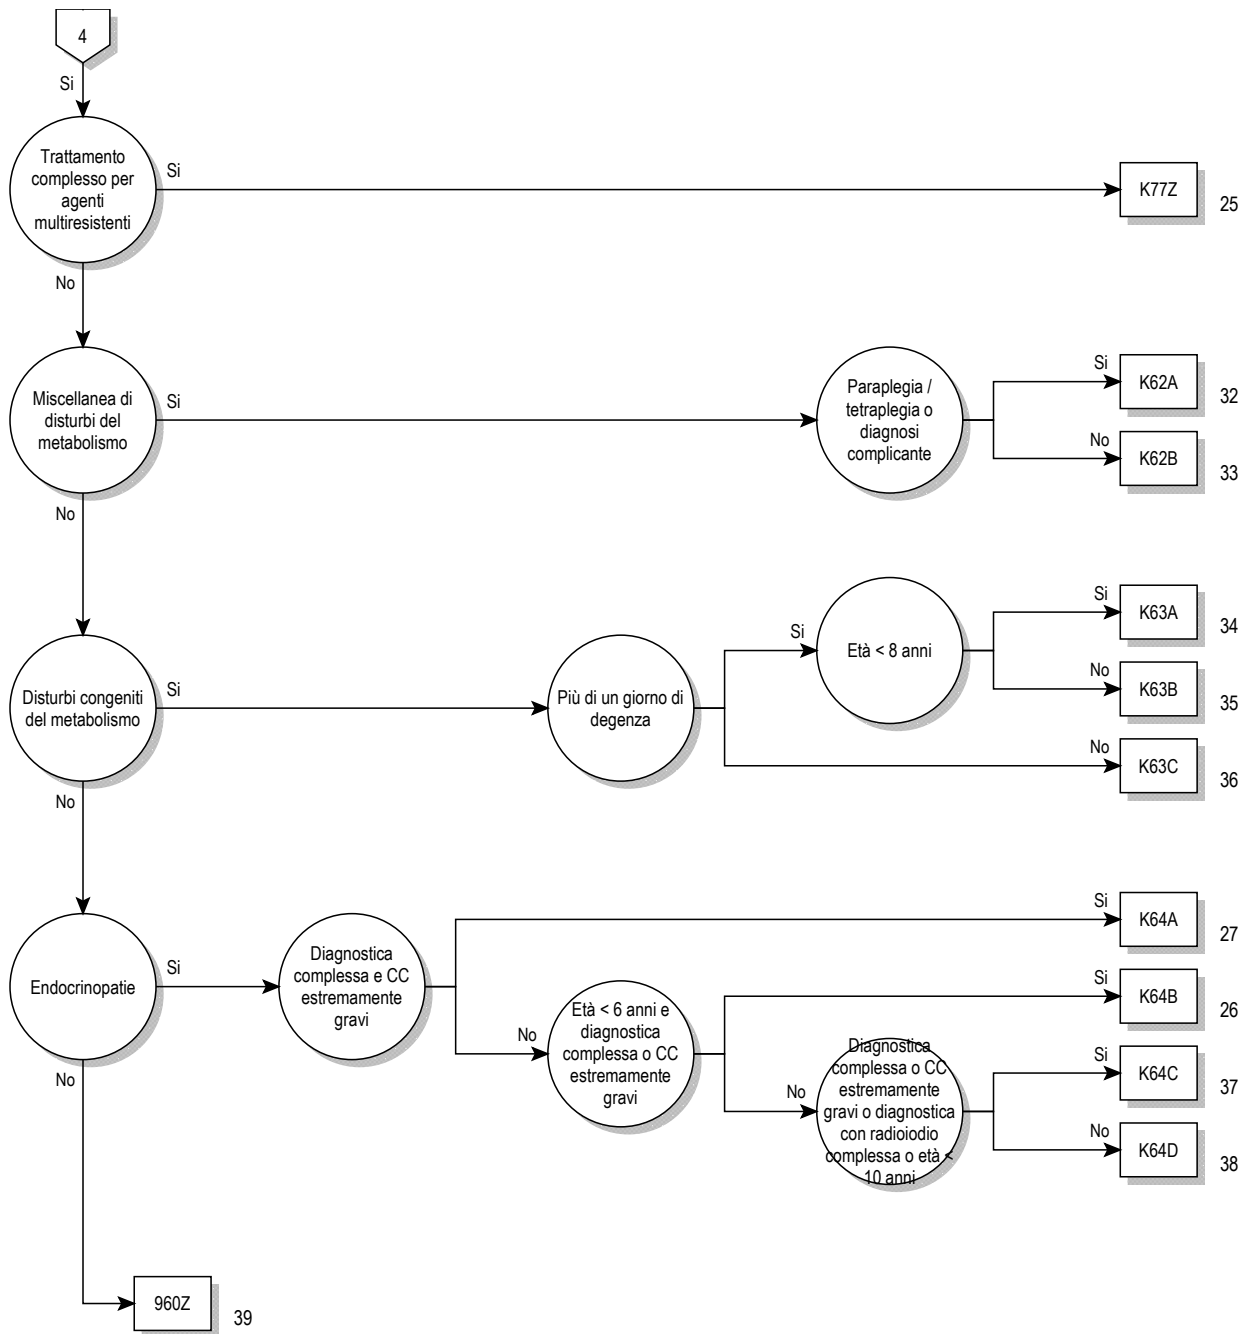 4
Si
Trattamento
complesso per
agenti
multiresistenti
Si
K77Z
25
No
Miscellanea di
disturbi del
metabolismo
Si
Paraplegia /
tetraplegia o
diagnosi
complicante
Si
K62A
32
No
K62B
33
No
Disturbi congeniti
del metabolismo
Si
Più di un giorno di
degenza
Si
Età < 8 anni
Si
K63A
34
No
K63B
35
No
K63C
36
No
Endocrinopatie
Si
Diagnostica
complessa e CC
estremamente
gravi
Si
K64A
27
No
Età < 6 anni e
diagnostica
complessa o CC
estremamente
gravi
Si
K64B
26
No
Diagnostica
complessa o CC
estremamente
gravi o diagnostica
con radioiodio
complessa o età <
10 anni
Si
K64C
37
No
K64D
38
No
960Z
39